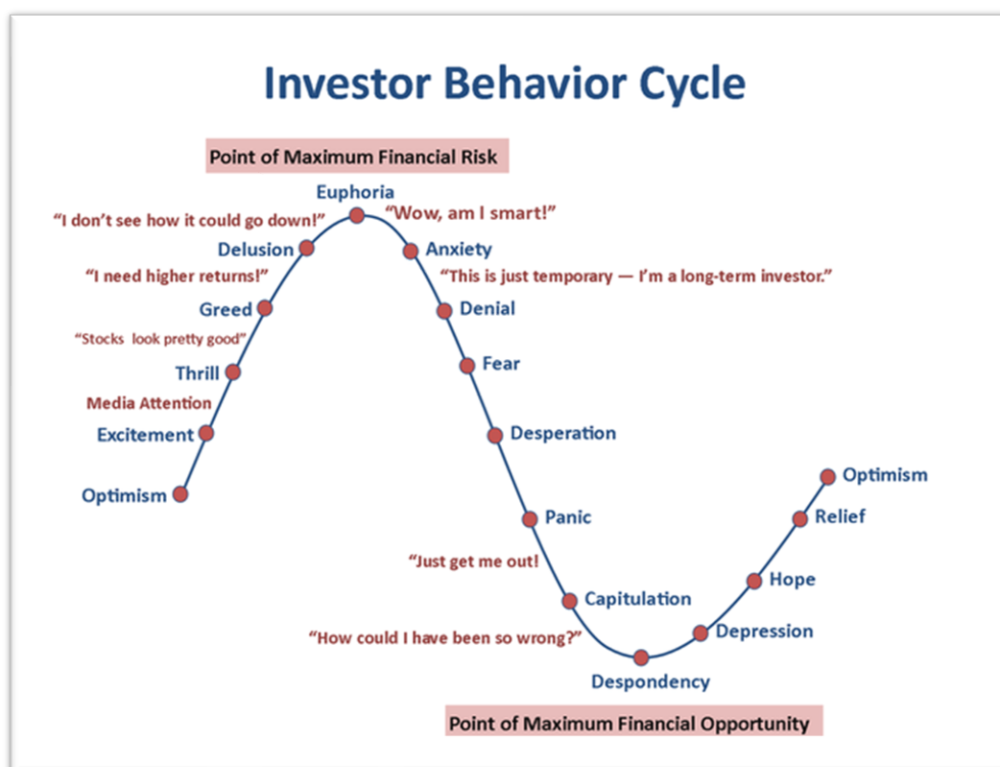 Investor Behavior Cycle
Point of Maximum Financial Risk
Euphoria
“I don’t see how it could go down!”
“Wow, am I smart!”
Delusion
Anxiety
“I need higher returns!”
“This is just temporary — I’m a long-term investor.”
Greed
Denial
“Stocks  look pretty good”
Thrill
Fear
Media Attention
Excitement
Desperation
Optimism
Optimism
Panic
Relief
“Just get me out!
Hope
Capitulation
“How could I have been so wrong?”
Depression
Despondency
Point of Maximum Financial Opportunity